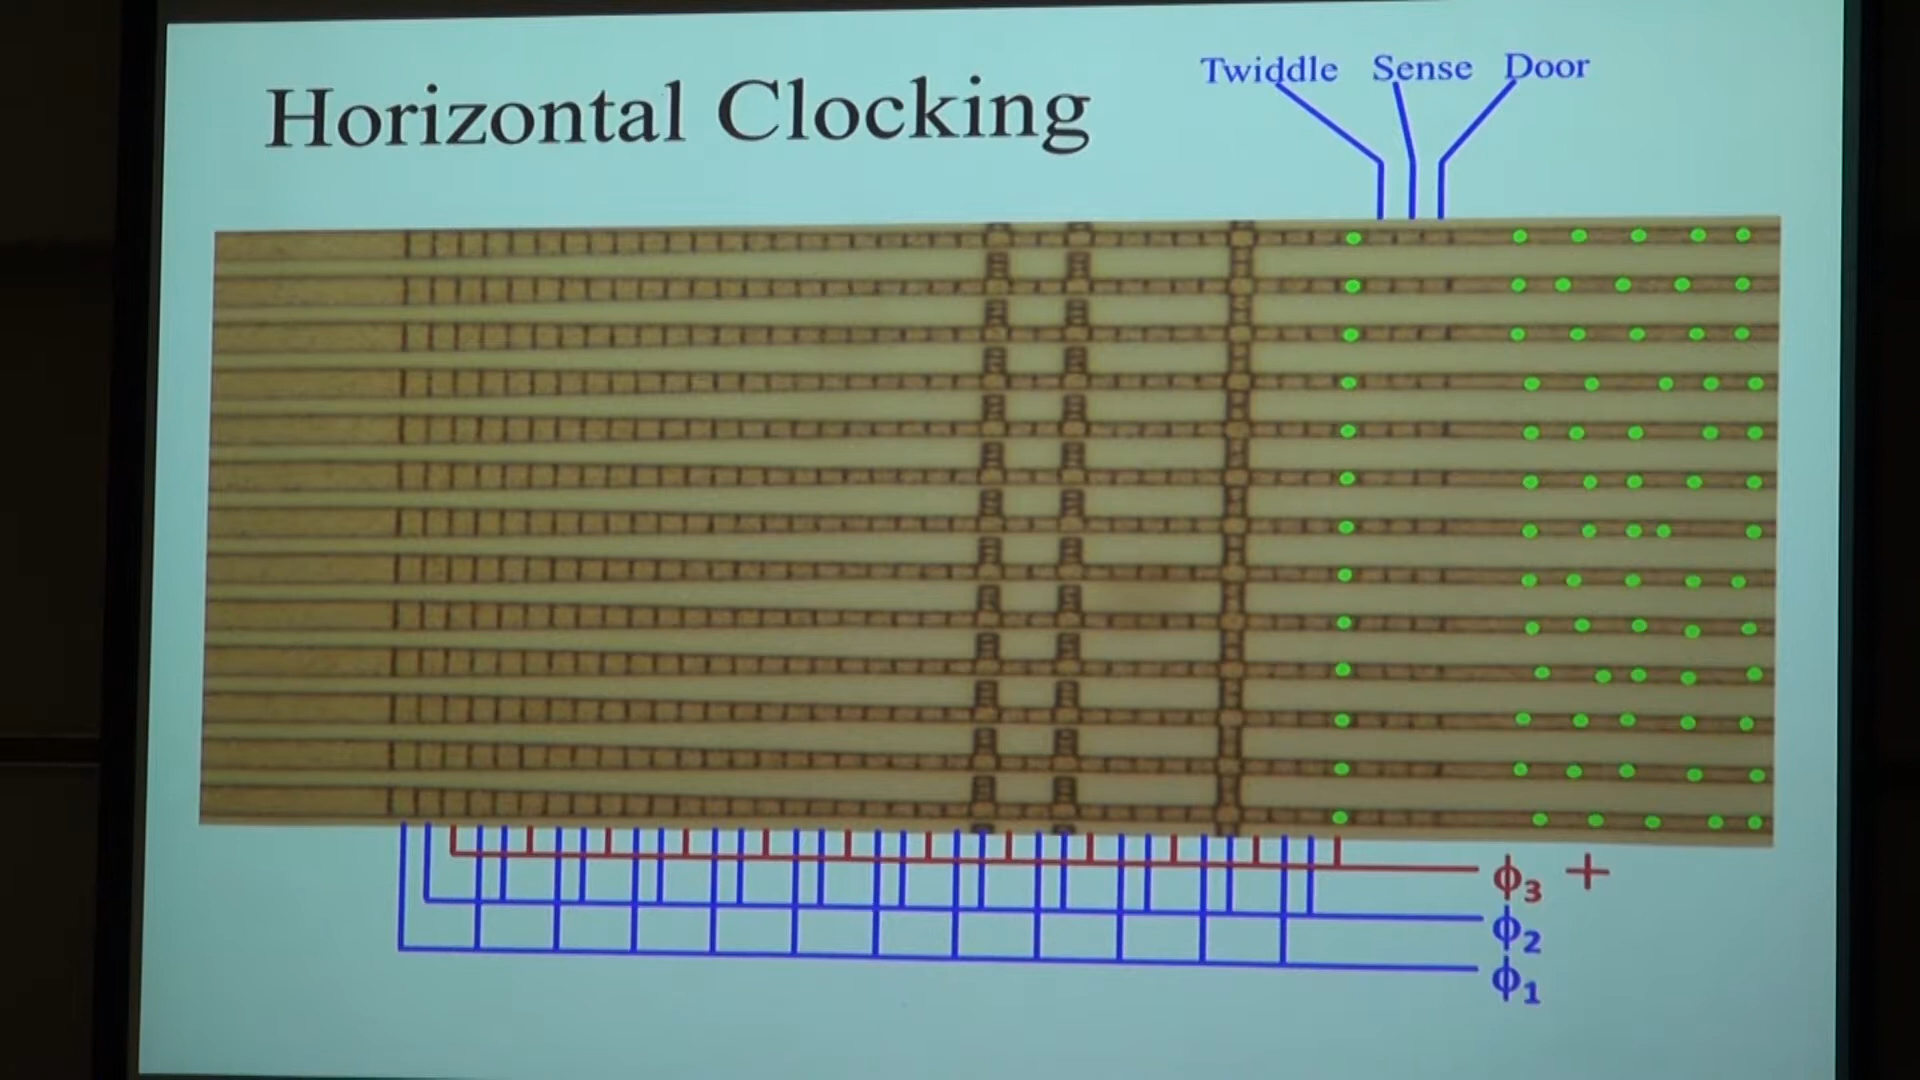 Horizontal Clocking
Twiddle Sense Door
ϕ3 +
ϕ2
ϕ1